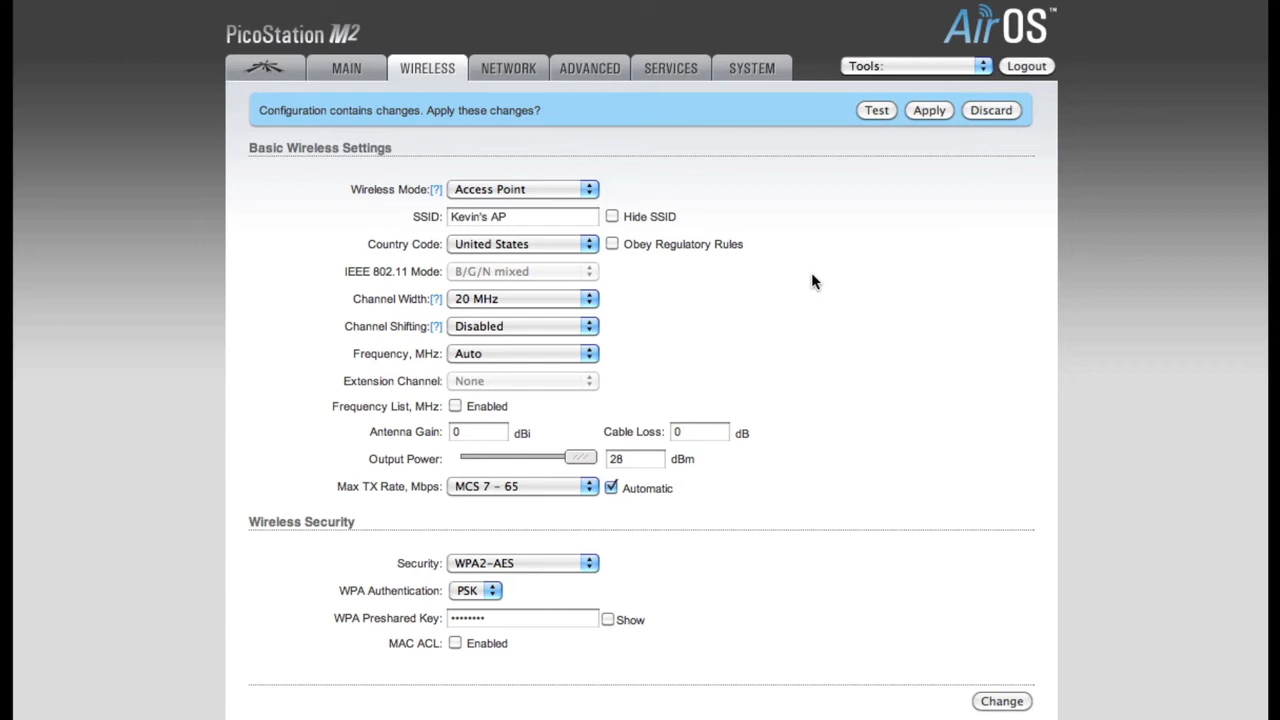 PicoStation M2
AirOS™
MAIN WIRELESS NETWORK ADVANCED SERVICES SYSTEM Tools: Logout
Configuration contains changes. Apply these changes? Test Apply Discard
Basic Wireless Settings
Wireless Mode:[?] Access Point
SSID: Kevin's AP Hide SSID
Country Code: United States Obey Regulatory Rules
IEEE 802.11 Mode: B/G/N mixed
Channel Width:[?] 20 MHz
Channel Shifting:[?] Disabled
Frequency, MHz: Auto
Extension Channel: None
Frequency List, MHz: Enabled
Antenna Gain: 0 dBi Cable Loss: 0 dB
Output Power: 28 dBm
Max TX Rate, Mbps: MCS 7 - 65 Automatic
Wireless Security
Security: WPA2-AES
WPA Authentication: PSK
WPA Preshared Key: •••••••• Show
MAC ACL: Enabled
Change